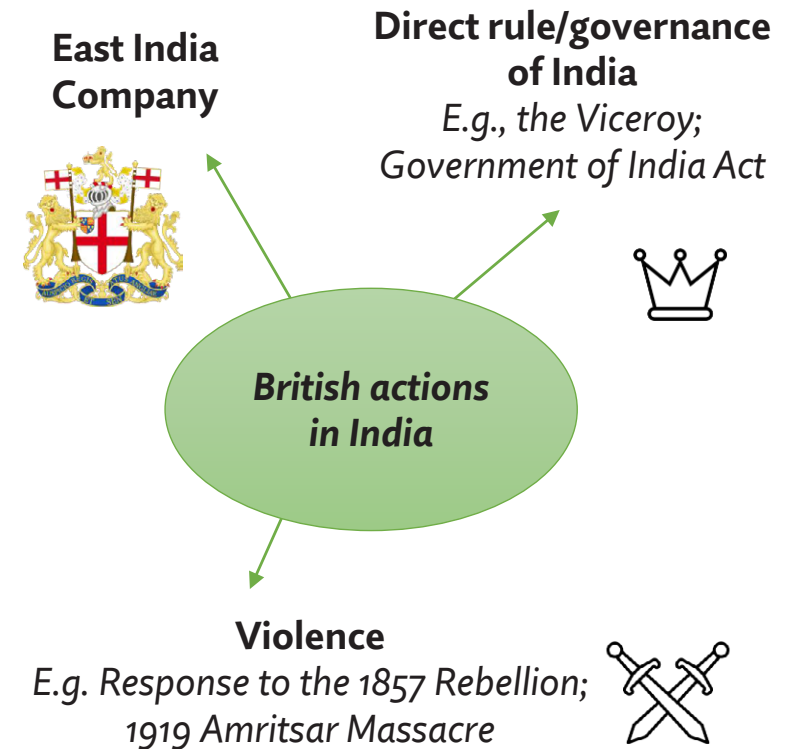 East India
Company
Direct rule/governance
of India
E.g., the Viceroy;
Government of India Act
British actions
in India
Violence
E.g. Response to the 1857 Rebellion;
1919 Amritsar Massacre